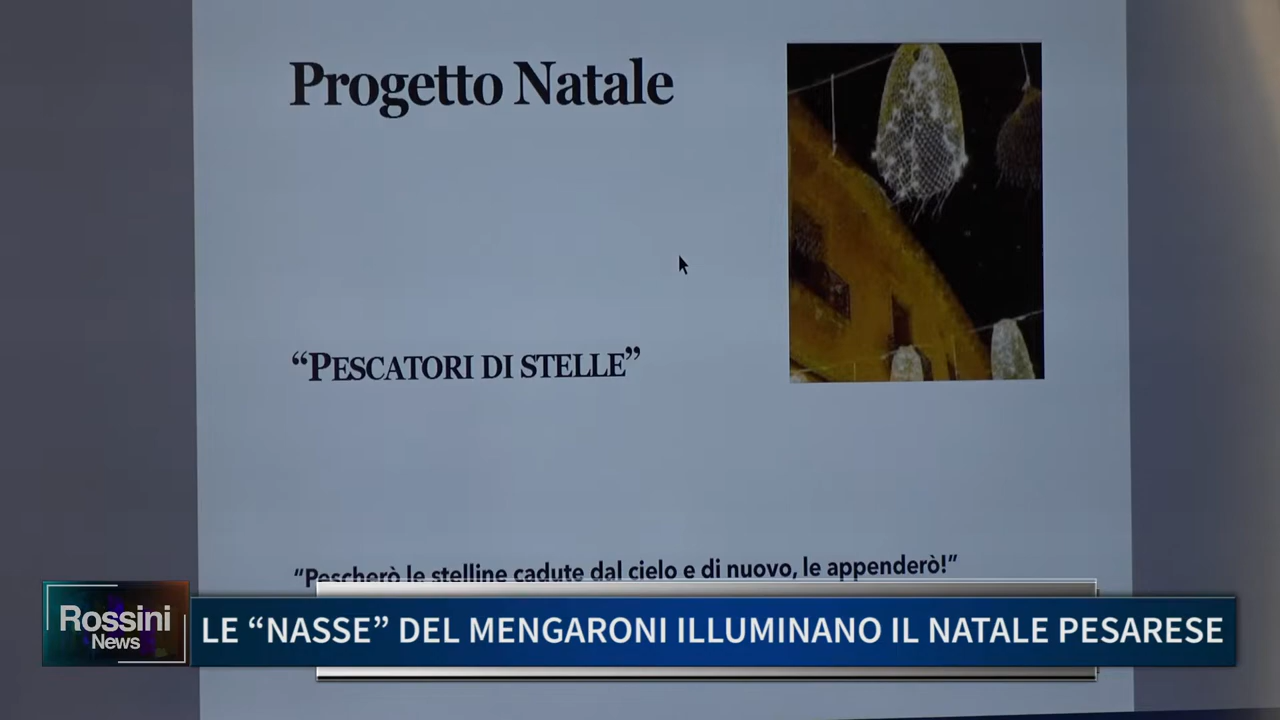 Progetto Natale
“PESCATORI DI STELLE”
“Pescherò le stelline cadute dal cielo e di nuovo, le appenderò!”
Rossini
News
LE “NASSE” DEL MENGARONI ILLUMINANO IL NATALE PESARESE